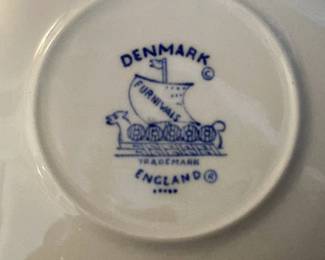 DENMARK ©
FURNIVALS
TRADEMARK
ENGLAND ®